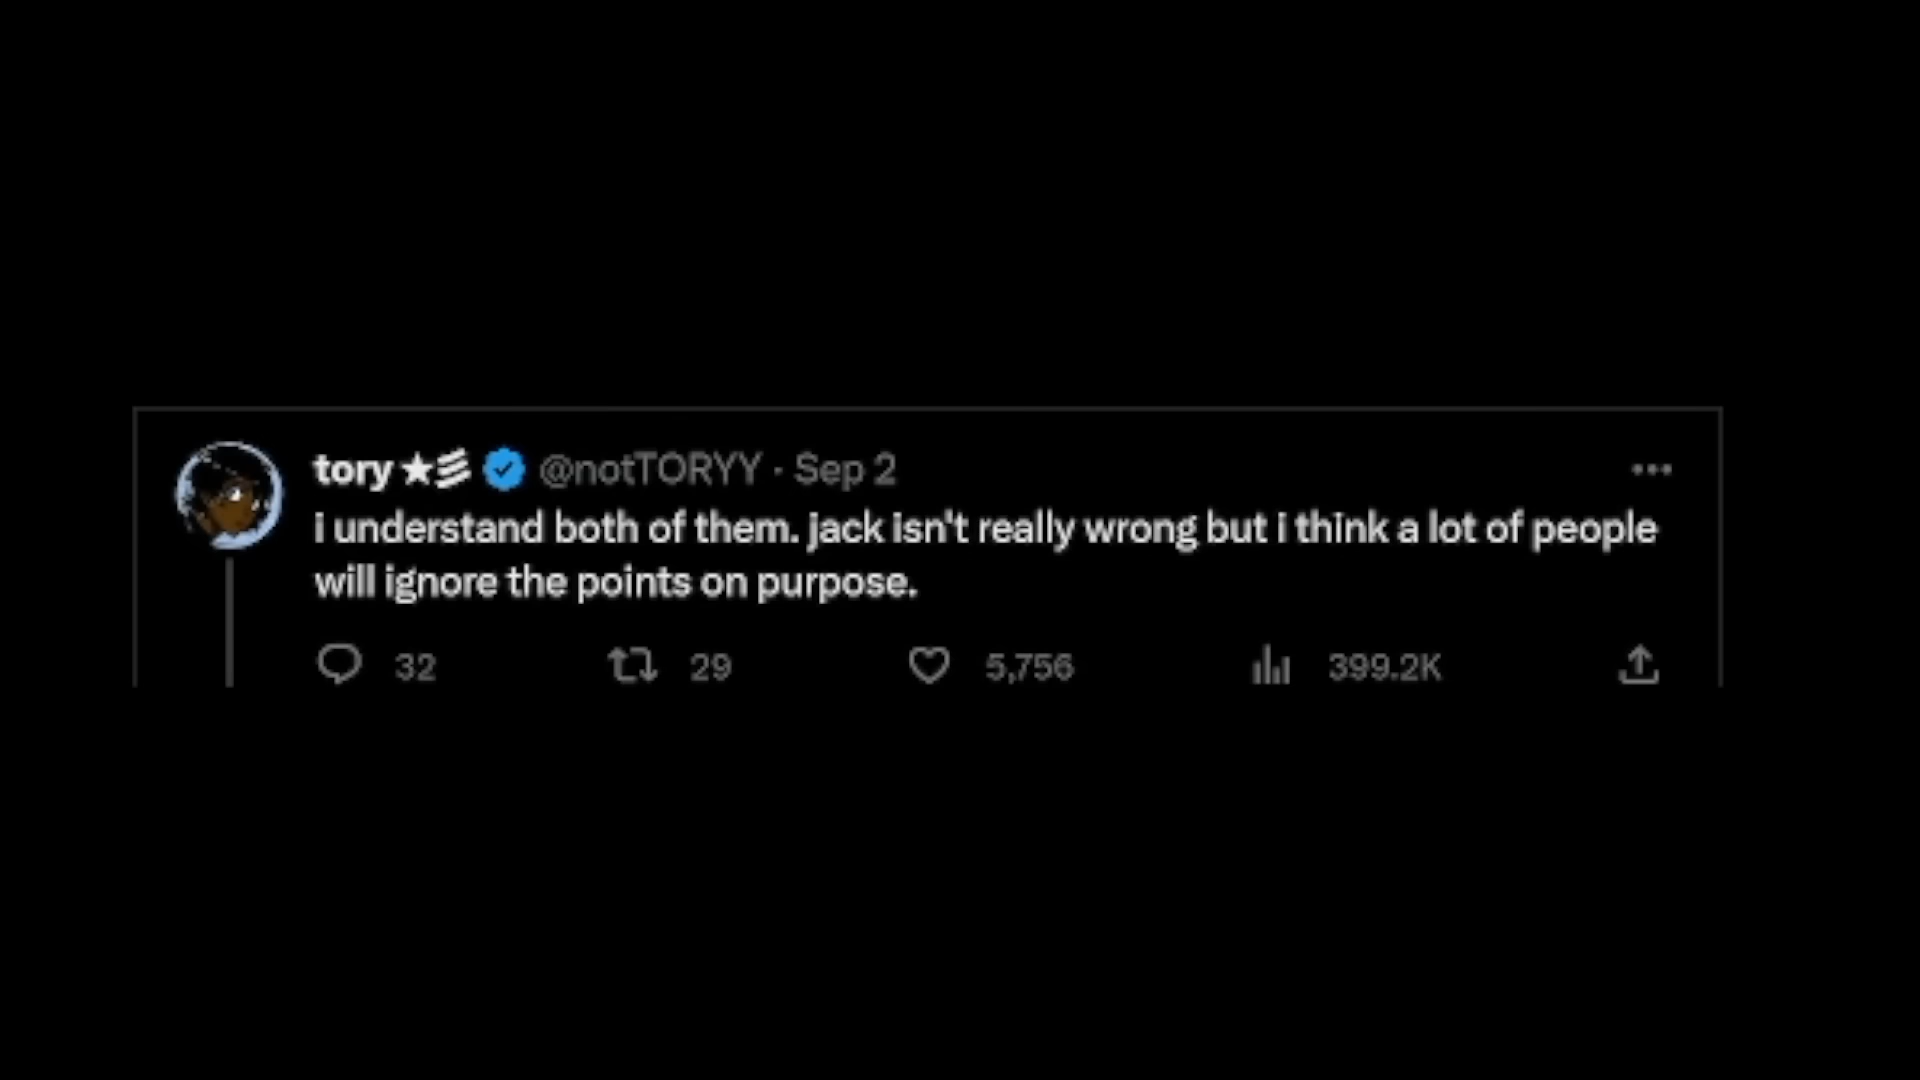 tory ★彡 @notTORYY · Sep 2
i understand both of them. jack isn't really wrong but i think a lot of people
will ignore the points on purpose.
32 29 5,756 399.2K